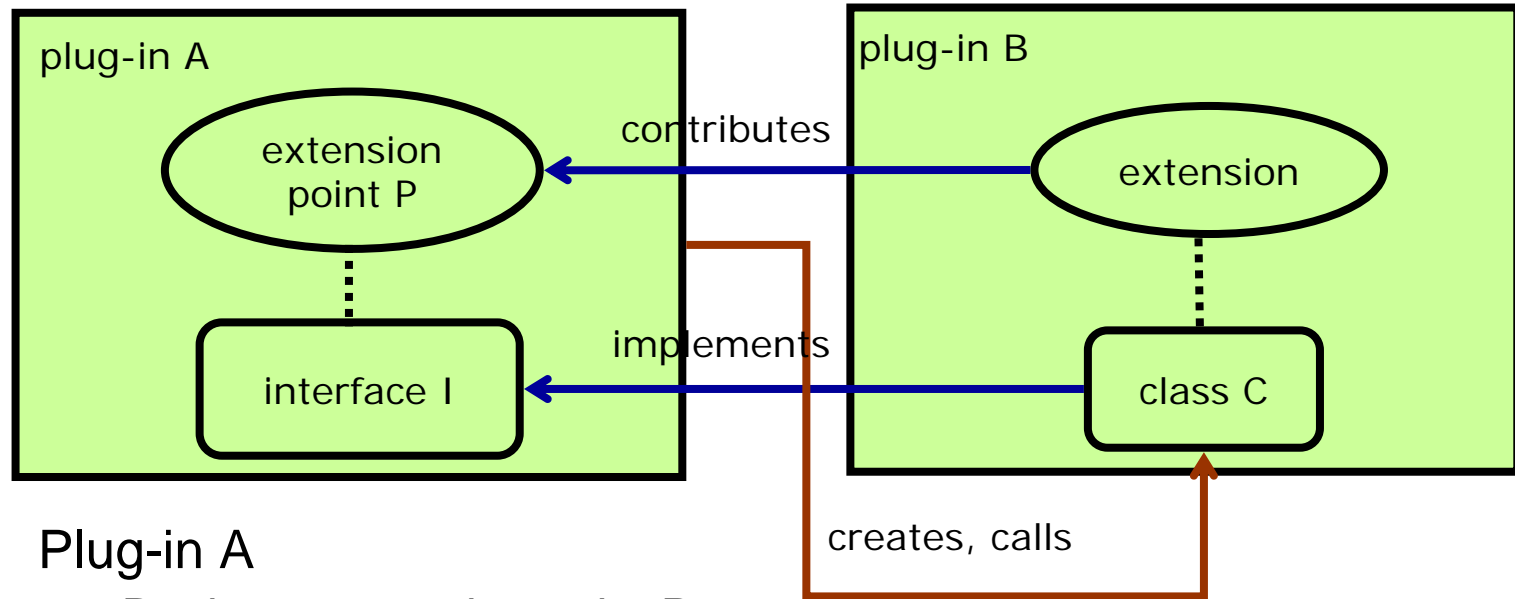 plug-in A
plug-in B
contributes
extension
point P
extension
implements
interface I
class C
creates, calls
Plug-in A